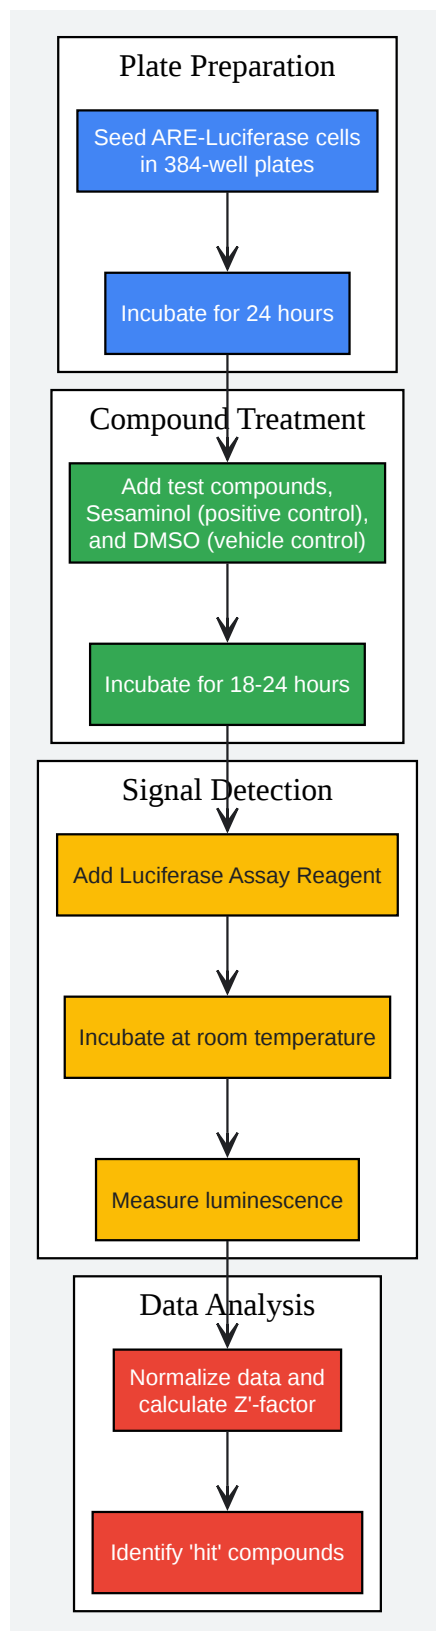 Plate Preparation
Seed ARE-Luciferase cells
in 384-well plates
Incubate for 24 hours
Compound Treatment
Add test compounds,
Sesaminol (positive control),
and DMSO (vehicle control)
Incubate for 18-24 hours
Signal Detection
Add Luciferase Assay Reagent
Incubate at room temperature
Measure luminescence
Data Analysis
Normalize data and
calculate Z'-factor
Identify 'hit' compounds